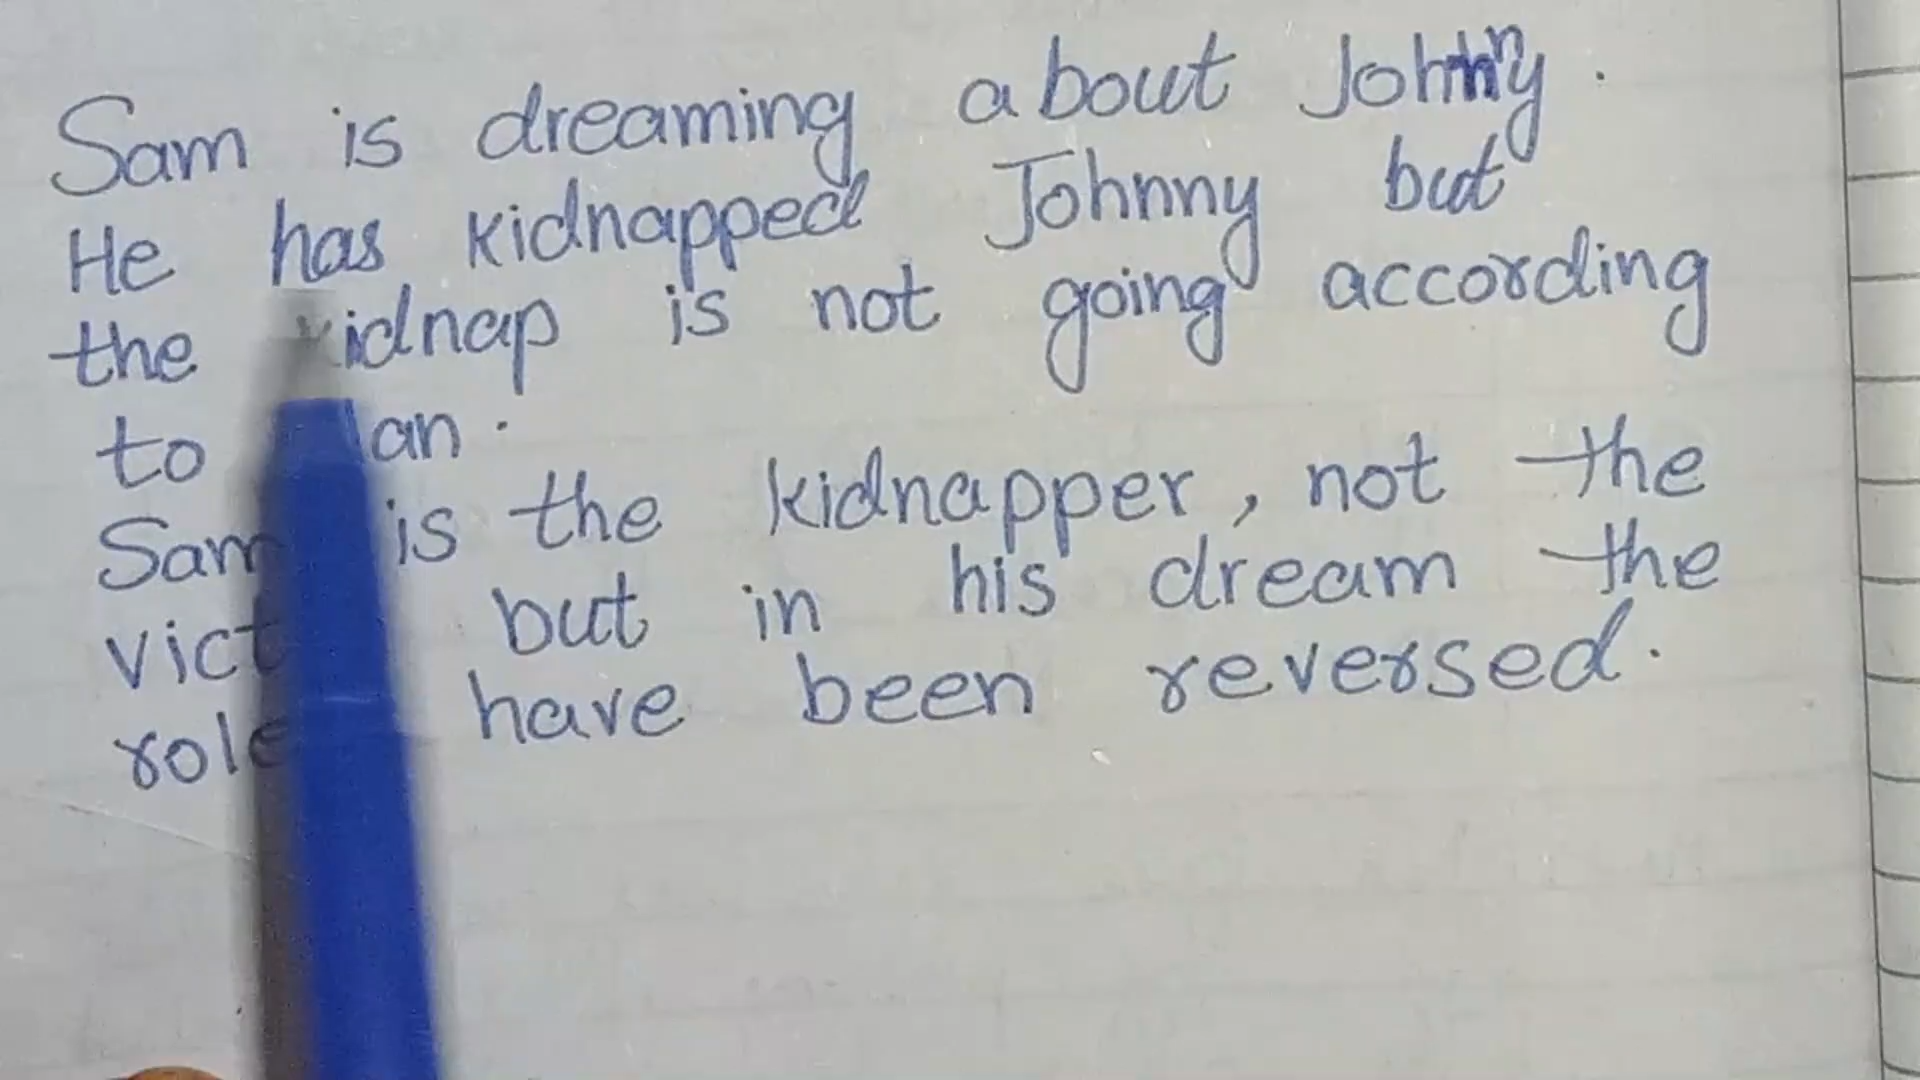 Sam is dreaming about Johnny.
He has kidnapped Johnny but
the kidnap is not going according
to an.
Sam is the kidnapper, not the
vict but in his dream the
role have been reversed.